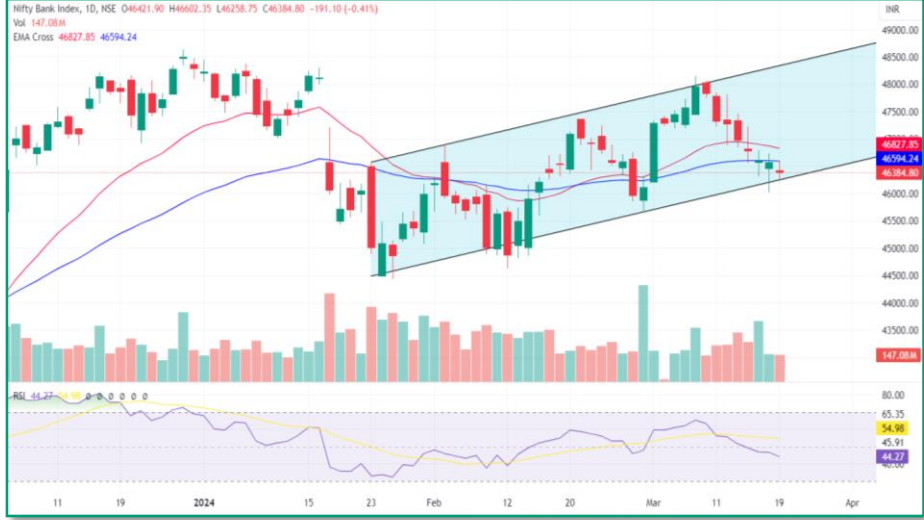 Nifty Bank Index, 1D, NSE O46421.90 H46602.35 L46258.75 C46384.80 -191.10 (-0.41%)
INR
Vol 147.08M
EMA Cross 46827.85 46594.24
49000.00
48500.00
48000.00
47500.00
47000.00
46827.85
46594.24
46384.80
46000.00
45500.00
45000.00
44500.00
44000.00
43500.00
147.08M
RSI 44.27 54.98 ø ø ø ø ø ø
80.00
65.35
54.98
45.91
44.27
40.00
11 19 2024 15 23 Feb 12 20 Mar 11 19 Apr